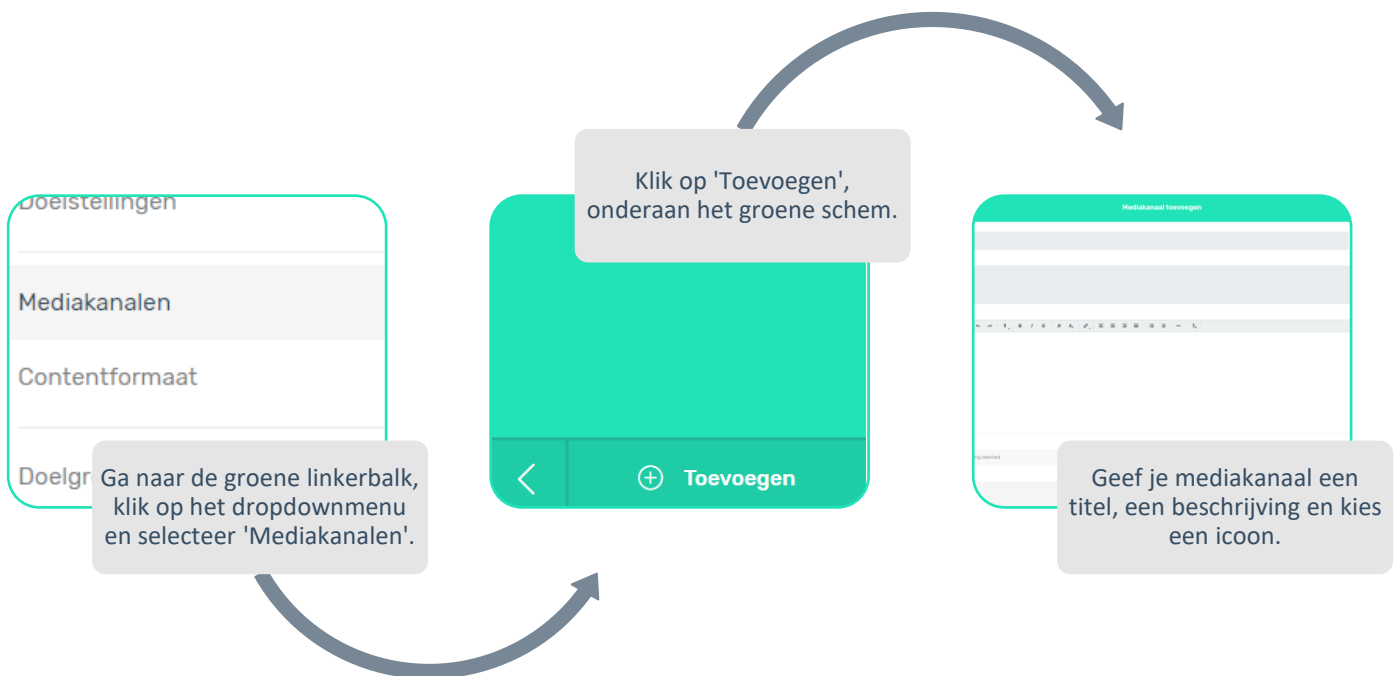 Doelstellingen
Mediakanalen
Contentformaat
Doelgr
Ga naar de groene linkerbalk,
klik op het dropdownmenu
en selecteer 'Mediakanalen'.
Klik op 'Toevoegen',
onderaan het groene schem.
Toevoegen
Mediakanaal toevoegen
Geef je mediakanaal een
titel, een beschrijving en kies
een icoon.